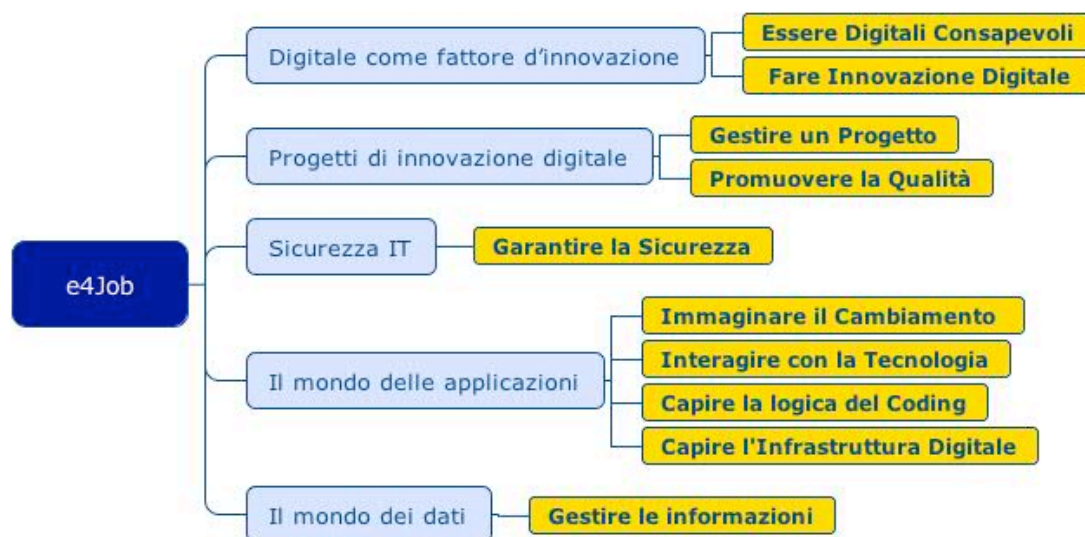 e4Job
Digitale come fattore d'innovazione
Essere Digitali Consapevoli
Fare Innovazione Digitale
Progetti di innovazione digitale
Gestire un Progetto
Promuovere la Qualità
Sicurezza IT
Garantire la Sicurezza
Il mondo delle applicazioni
Immaginare il Cambiamento
Interagire con la Tecnologia
Capire la logica del Coding
Capire l'Infrastruttura Digitale
Il mondo dei dati
Gestire le informazioni